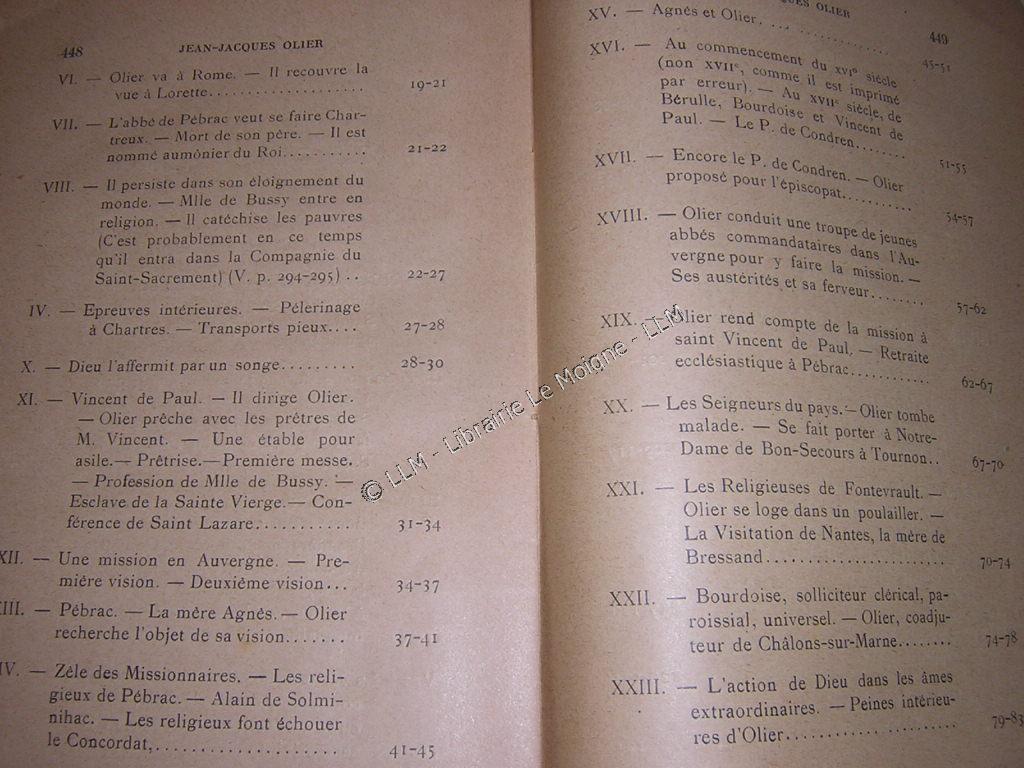 448 JEAN-JACQUES OLIER
VI. — Olier va à Rome. — Il recouvre la
vue à Lorette.................... 19-21
VII. — L'abbé de Pébrac veut se faire Char-
treux. — Mort de son père. — Il est
nommé aumônier du Roi........... 21-22
VIII. — Il persiste dans son éloignement du
monde. — Mlle de Bussy entre en
religion. — Il catéchise les pauvres
(C'est probablement en ce temps
qu'il entra dans la Compagnie du
Saint-Sacrement) (V. p. 294-295) .. 22-27
IV. — Epreuves intérieures. — Pélerinage
à Chartres. — Transports pieux.... 27-28
X. — Dieu l'affermit par un songe......... 28-30
XI. — Vincent de Paul. — Il dirige Olier.
— Olier prêche avec les prêtres de
M. Vincent. — Une étable pour
asile. — Prêtrise. — Première messe.
— Profession de Mlle de Bussy. —
Esclave de la Sainte Vierge. — Con-
férence de Saint Lazare........... 31-34
XII. — Une mission en Auvergne. — Pre-
mière vision. — Deuxième vision... 34-37
XIII. — Pébrac. — La mère Agnés. — Olier
recherche l'objet de sa vision....... 37-41
IV. — Zèle des Missionnaires. — Les reli-
gieux de Pébrac. — Alain de Solmi-
nihac. — Les religieux font échouer
le Concordat,.................... 41-45
QUES OLIER 449
XV. — Agnés et Olier. .............. 45-51
XVI. — Au commencement du XVIe siècle
(non XVIIe, comme il est imprimé
par erreur). — Au XVIIe siècle, de
Bérulle, Bourdoise et Vincent de
Paul. — Le P. de Condren........ 51-55
XVII. — Encore le P. de Condren. — Olier
proposé pour l'épiscopat.......... 54-57
XVIII. — Olier conduit une troupe de jeunes
abbés commandataires dans l'Au-
vergne pour y faire la mission. —
Ses austérités et sa ferveur........ 57-62
XIX. — Olier rend compte de la mission à
saint Vincent de Paul. — Retraite
ecclésiastique à Pébrac............ 62-67
XX. — Les Seigneurs du pays. — Olier tombe
malade. — Se fait porter à Notre-
Dame de Bon-Secours à Tournon.. 67-70
XXI. — Les Religieuses de Fontevrault. —
Olier se loge dans un poulailler. —
La Visitation de Nantes, la mère de
Bressand....................... 70-74
XXII. — Bourdoise, solliciteur clérical, pa-
roissial, universel. — Olier, coadju-
teur de Châlons-sur-Marne........ 74-78
XXIII. — L'action de Dieu dans les âmes
extraordinaires. — Peines intérieu-
res d'Olier...................... 79-83
© LLM - Librairie Le Moigne - LLM